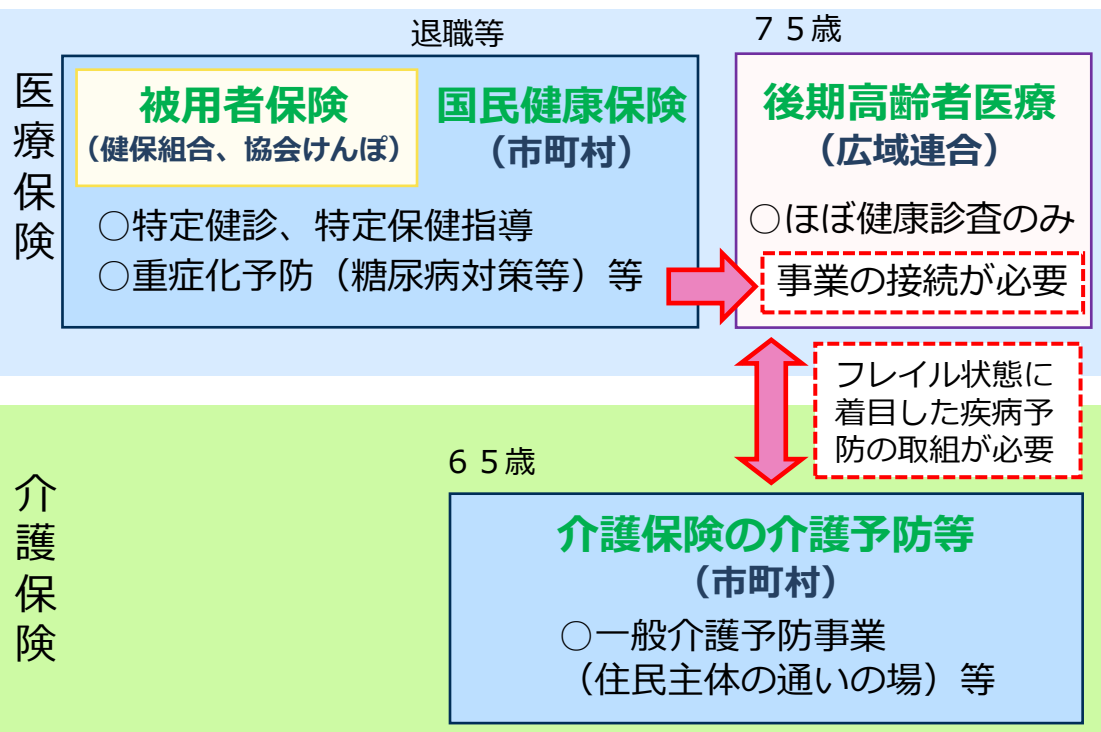 退職等
７５歳
医療保険
被用者保険
（健保組合、協会けんぽ）
国民健康保険
（市町村）
○特定健診、特定保健指導
○重症化予防（糖尿病対策等）等
後期高齢者医療
（広域連合）
○ほぼ健康診査のみ
事業の接続が必要
フレイル状態に
着目した疾病予
防の取組が必要
介護保険
６５歳
介護保険の介護予防等
（市町村）
○一般介護予防事業
（住民主体の通いの場）等